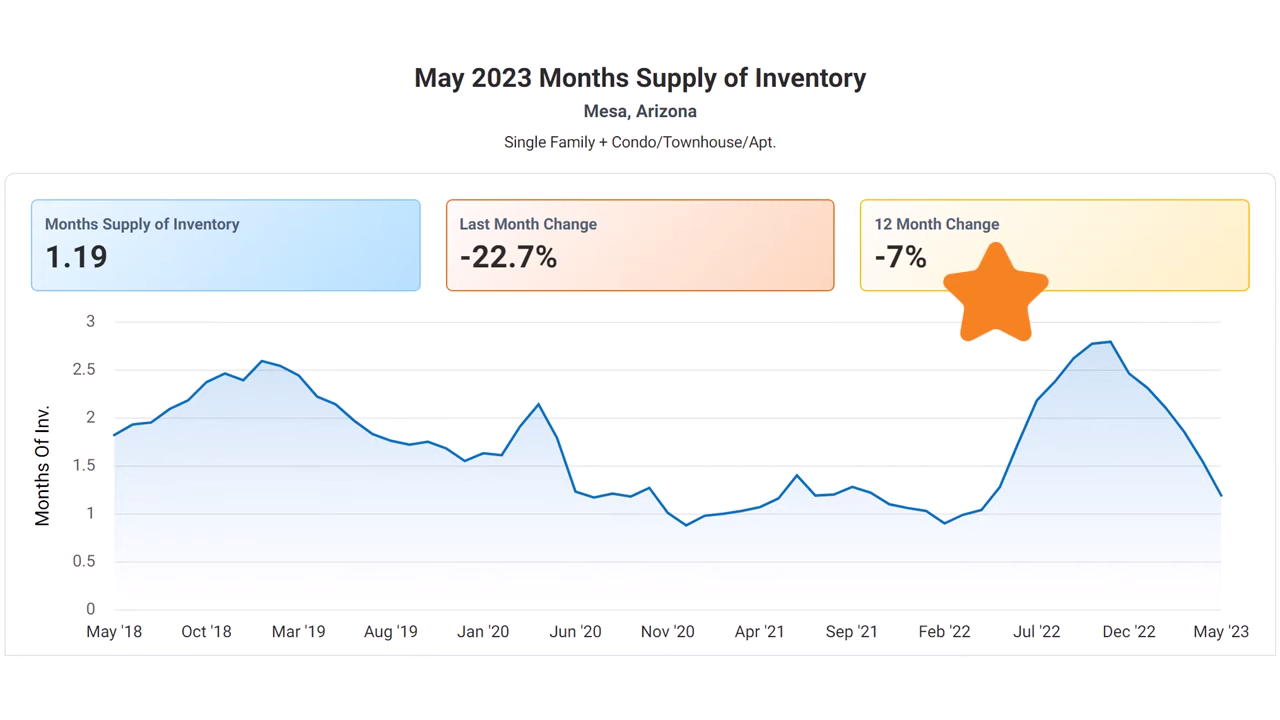 May 2023 Months Supply of Inventory
Mesa, Arizona
Single Family + Condo/Townhouse/Apt.
Months Supply of Inventory
1.19
Last Month Change
-22.7%
12 Month Change
-7%
Months Of Inv.
3
2.5
2
1.5
1
0.5
0
May '18 Oct '18 Mar '19 Aug '19 Jan '20 Jun '20 Nov '20 Apr '21 Sep '21 Feb '22 Jul '22 Dec '22 May '23